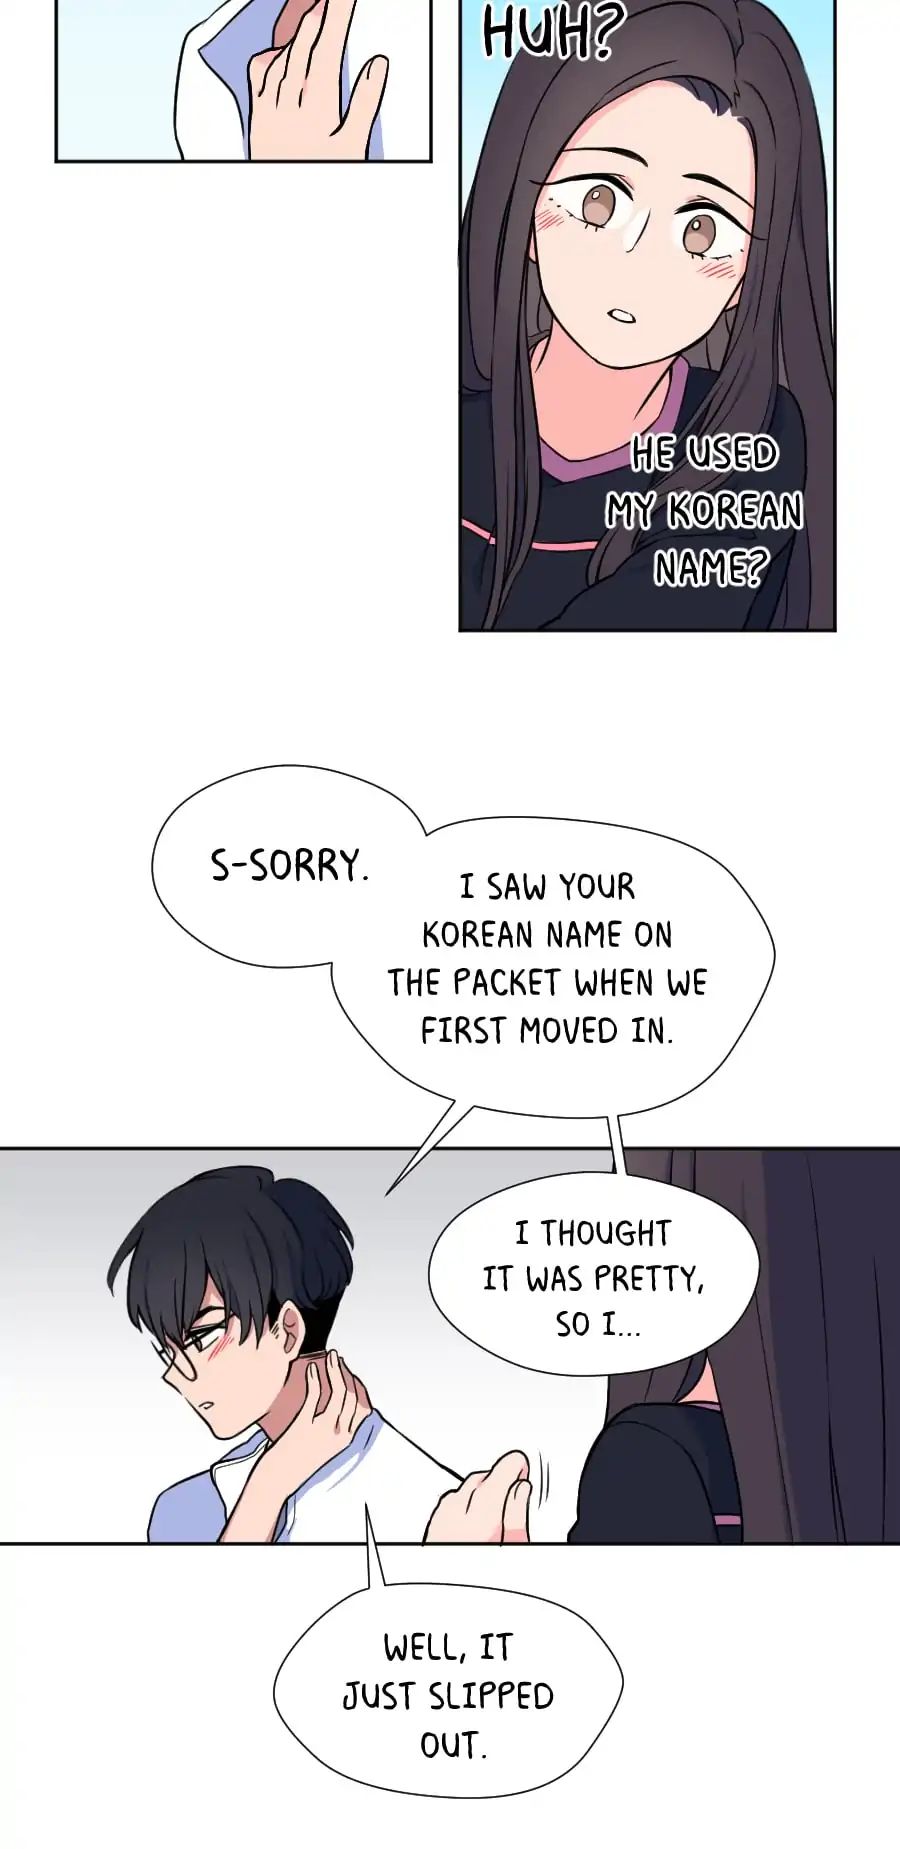 HUH?
HE USED
MY KOREAN
NAME?
S-SORRY.
I SAW YOUR
KOREAN NAME ON
THE PACKET WHEN WE
FIRST MOVED IN.
I THOUGHT
IT WAS PRETTY,
SO I...
WELL, IT
JUST SLIPPED
OUT.